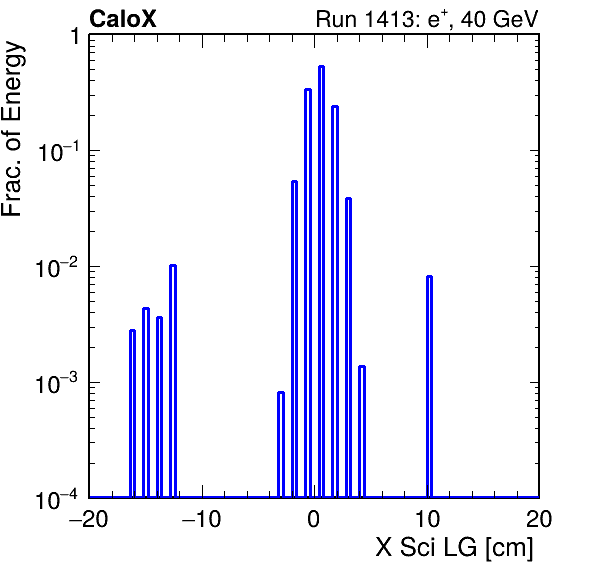 CaloX
Run 1413: e⁺, 40 GeV
Frac. of Energy
1
10⁻¹
10⁻²
10⁻³
10⁻⁴
−20
−10
0
10
20
X Sci LG [cm]